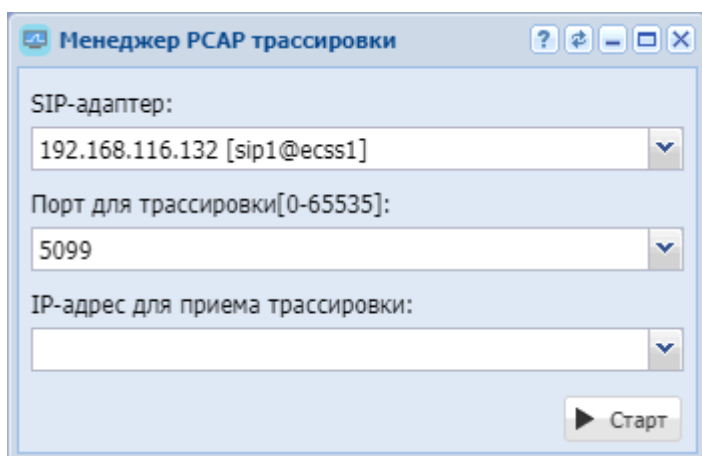 Менеджер PCAP трассировки
SIP-адаптер:
192.168.116.132 [sip1@ecss1]
Порт для трассировки[0-65535]:
5099
IP-адрес для приема трассировки:
Старт